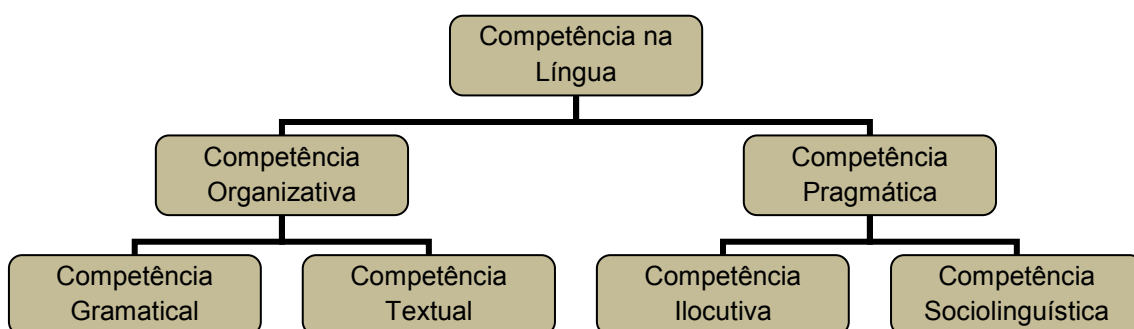 Competência na
Língua
Competência
Organizativa
Competência
Pragmática
Competência
Gramatical
Competência
Textual
Competência
Ilocutiva
Competência
Sociolinguística